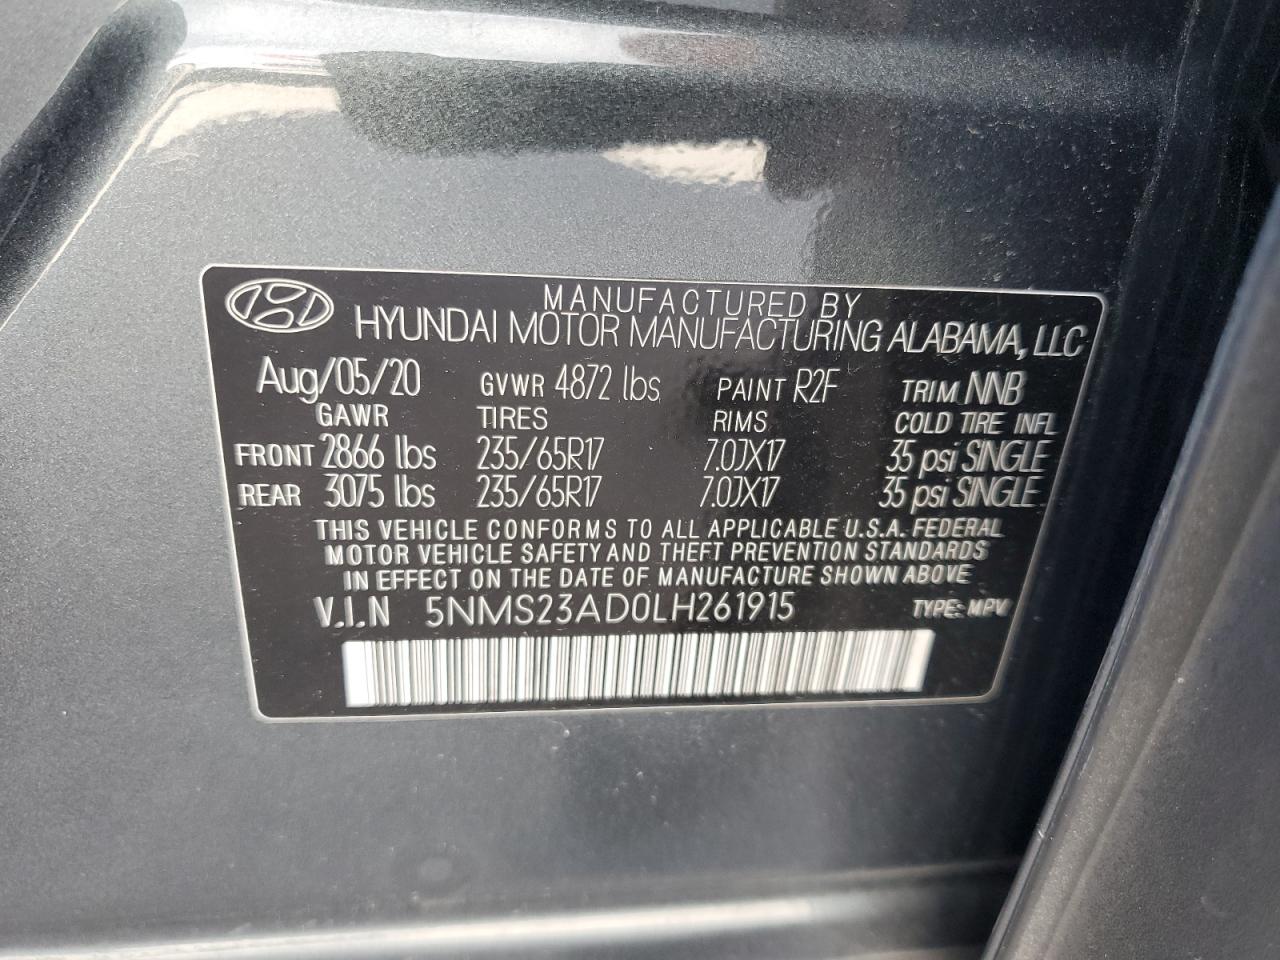 MANUFACTURED BY
HYUNDAI MOTOR MANUFACTURING ALABAMA, LLC
Aug/05/20 GVWR 4872 lbs PAINT R2F TRIM NNB
GAWR TIRES RIMS COLD TIRE INFL
FRONT 2866 lbs 235/65R17 7.0JX17 35 psi SINGLE
REAR 3075 lbs 235/65R17 7.0JX17 35 psi SINGLE
THIS VEHICLE CONFORMS TO ALL APPLICABLE U.S.A. FEDERAL
MOTOR VEHICLE SAFETY AND THEFT PREVENTION STANDARDS
IN EFFECT ON THE DATE OF MANUFACTURE SHOWN ABOVE
V.I.N 5NMS23AD0LH261915 TYPE: MPV